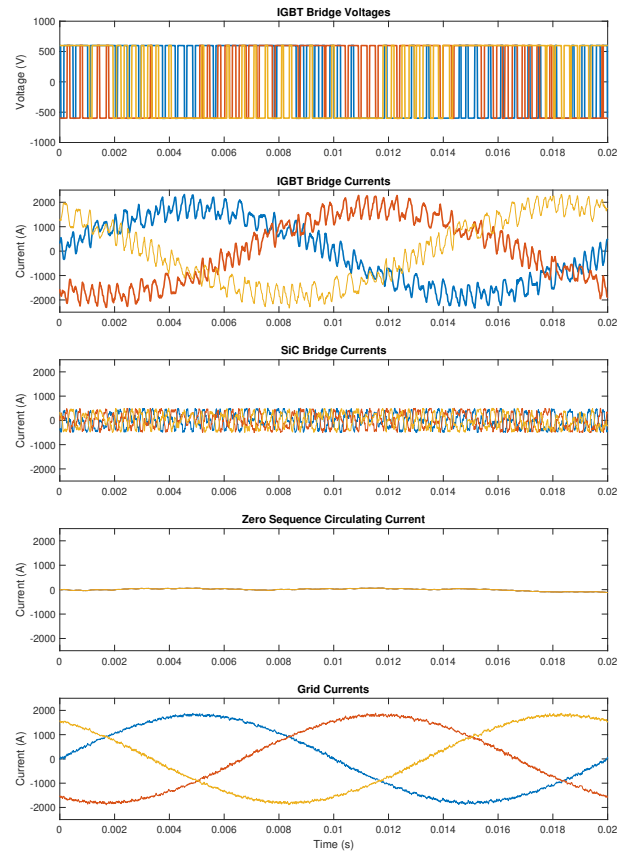 IGBT Bridge Voltages
1000
500
0
-500
-1000
Voltage (V)
0 0.002 0.004 0.006 0.008 0.01 0.012 0.014 0.016 0.018 0.02
IGBT Bridge Currents
2000
1000
0
-1000
-2000
Current (A)
0 0.002 0.004 0.006 0.008 0.01 0.012 0.014 0.016 0.018 0.02
SiC Bridge Currents
2000
1000
0
-1000
-2000
Current (A)
0 0.002 0.004 0.006 0.008 0.01 0.012 0.014 0.016 0.018 0.02
Zero Sequence Circulating Current
2000
1000
0
-1000
-2000
Current (A)
0 0.002 0.004 0.006 0.008 0.01 0.012 0.014 0.016 0.018 0.02
Grid Currents
2000
1000
0
-1000
-2000
Current (A)
0 0.002 0.004 0.006 0.008 0.01 0.012 0.014 0.016 0.018 0.02
Time (s)